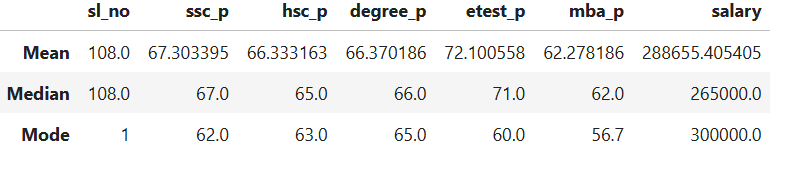 sl_no ssc_p hsc_p degree_p etest_p mba_p salary
Mean 108.0 67.303395 66.333163 66.370186 72.100558 62.278186 288655.405405
Median 108.0 67.0 65.0 66.0 71.0 62.0 265000.0
Mode 1 62.0 63.0 65.0 60.0 56.7 300000.0